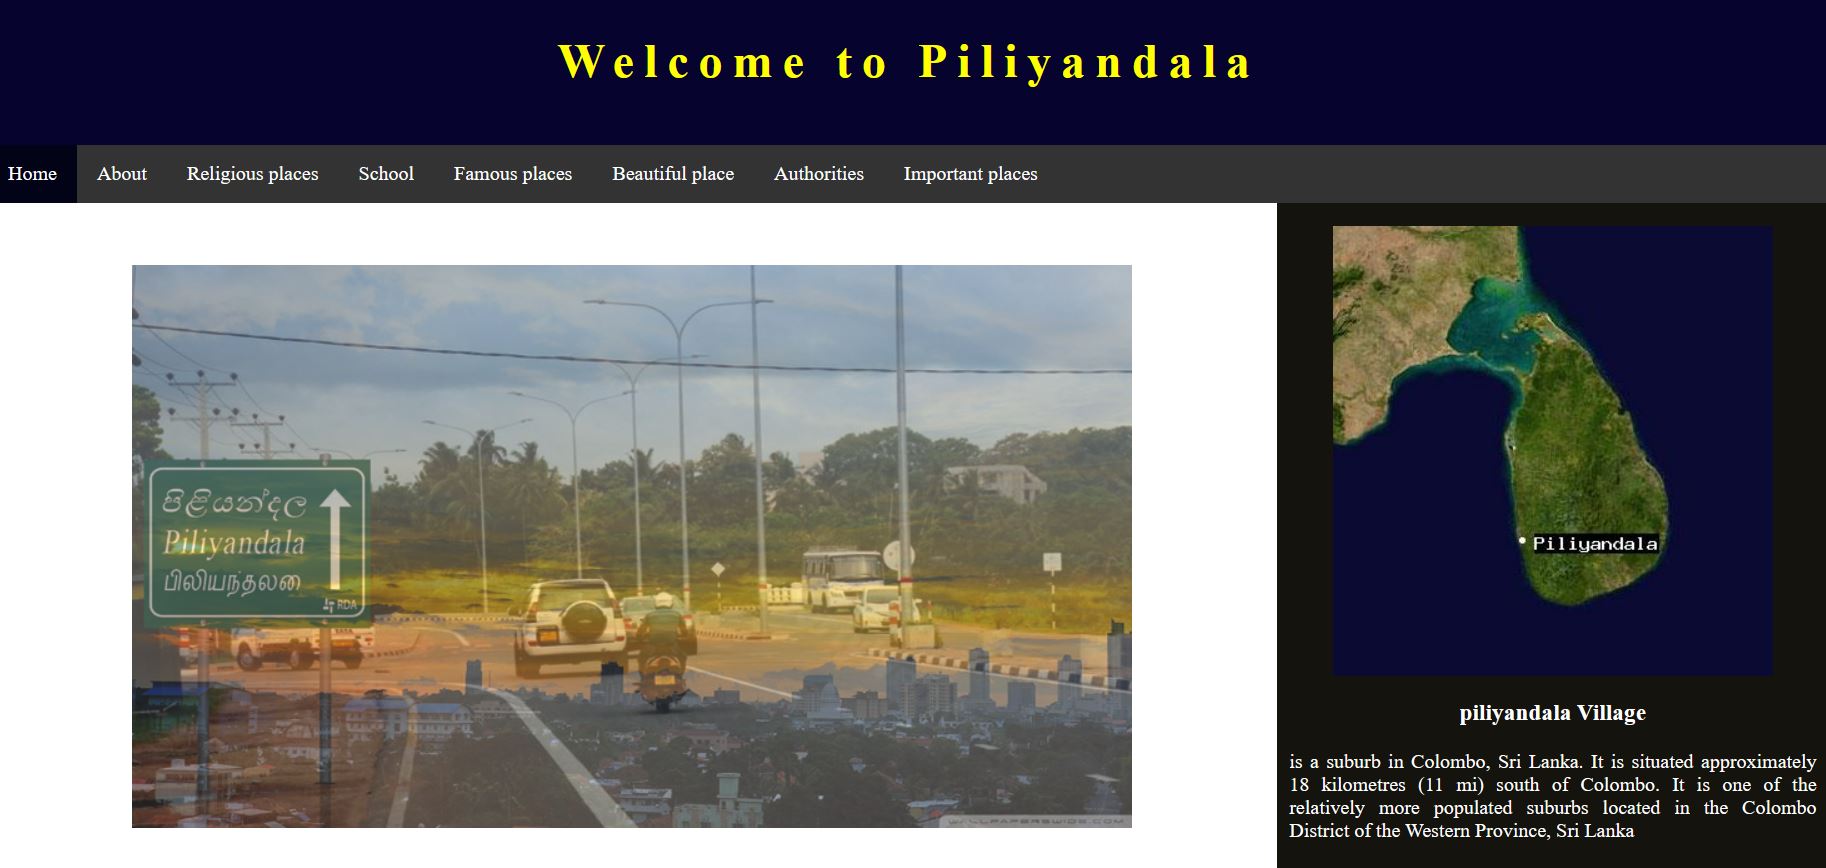 Welcome to Piliyandala
Home About Religious places School Famous places Beautiful place Authorities Important places
පිළියන්දල
Piliyandala
பிலியந்தலை
RDA
WALLPAPERSWIDE.COM
Piliyandala
piliyandala Village
is a suburb in Colombo, Sri Lanka. It is situated approximately
18 kilometres (11 mi) south of Colombo. It is one of the
relatively more populated suburbs located in the Colombo
District of the Western Province, Sri Lanka